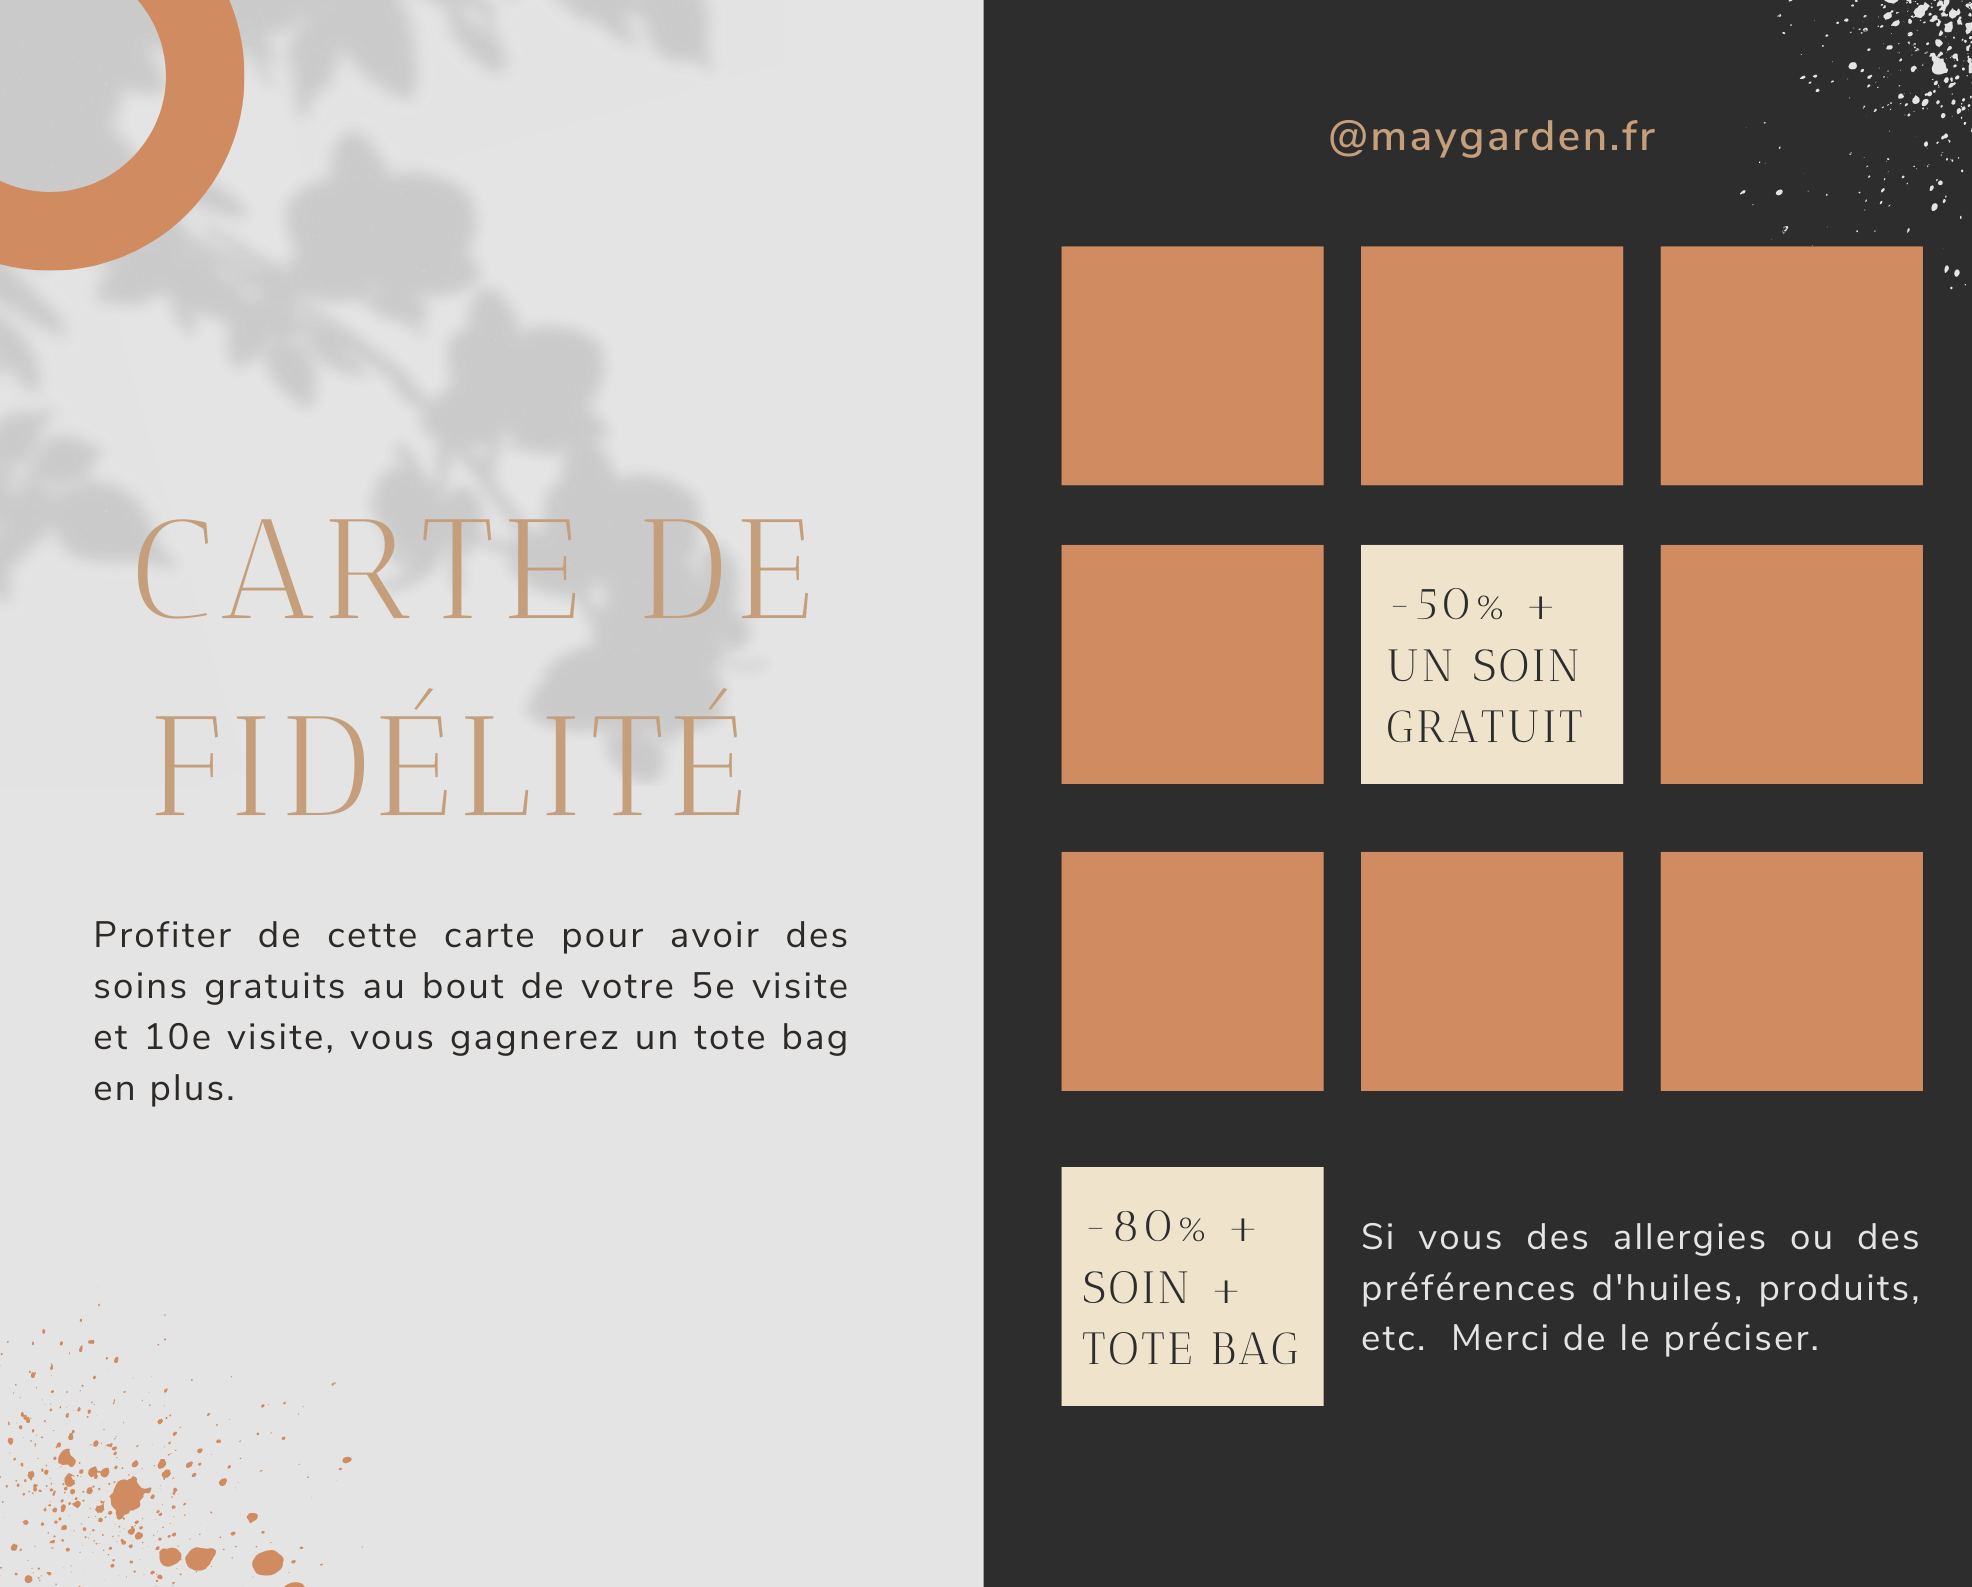 CARTE DE
FIDÉLITÉ
Profiter de cette carte pour avoir des
soins gratuits au bout de votre 5e visite
et 10e visite, vous gagnerez un tote bag
en plus.
@maygarden.fr
-50% +
UN SOIN
GRATUIT
-80% +
SOIN +
TOTE BAG
Si vous des allergies ou des
préférences d'huiles, produits,
etc. Merci de le préciser.